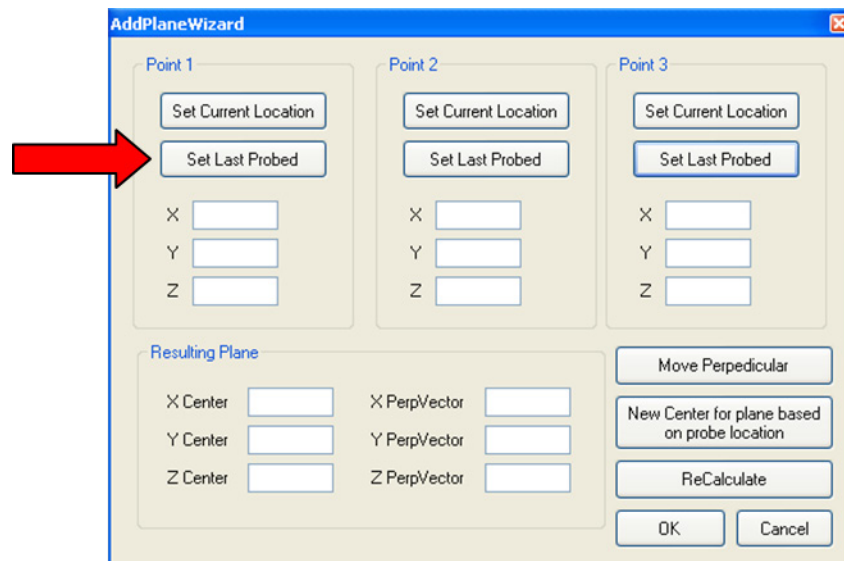 AddPlaneWizard
Point 1
Point 2
Point 3
Set Current Location
Set Current Location
Set Current Location
Set Last Probed
Set Last Probed
Set Last Probed
X
X
X
Y
Y
Y
Z
Z
Z
Resulting Plane
X Center
X PerpVector
Y Center
Y PerpVector
Z Center
Z PerpVector
Move Perpedicular
New Center for plane based
on probe location
ReCalculate
OK
Cancel